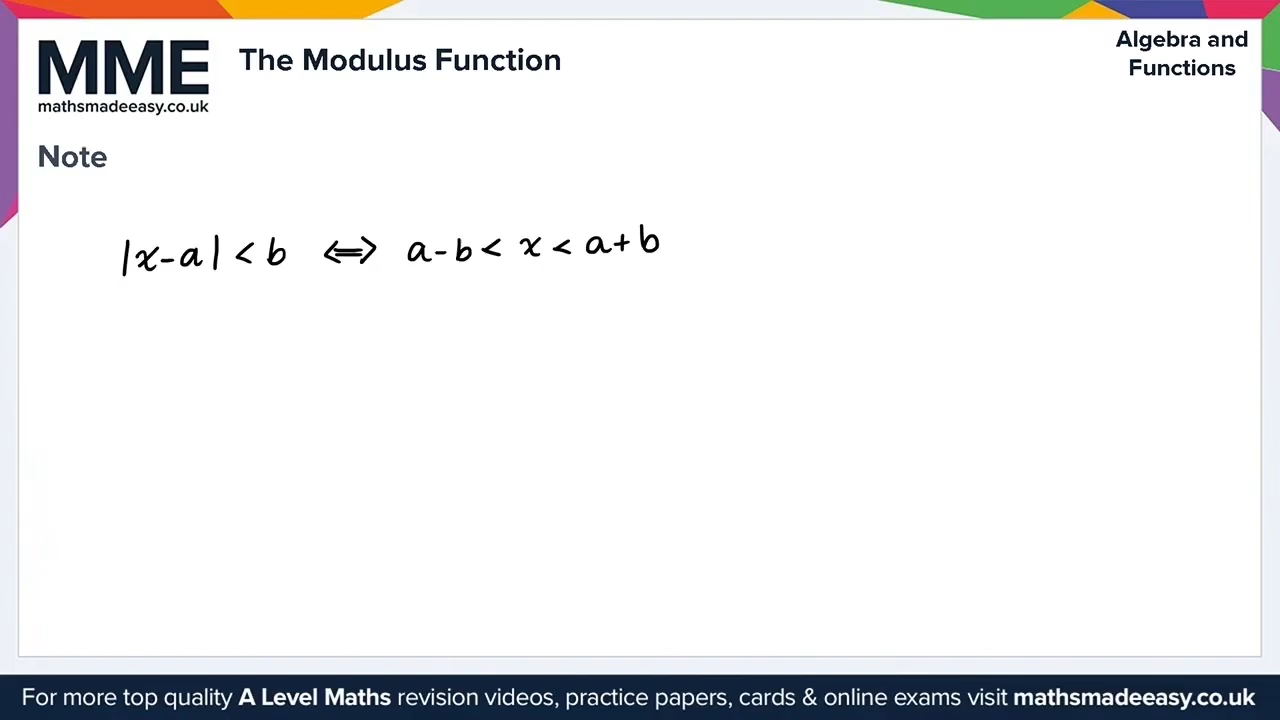 MME
mathsmadeeasy.co.uk
The Modulus Function
Algebra and
Functions
Note
|x-a| < b ⟺ a-b < x < a+b
For more top quality A Level Maths revision videos, practice papers, cards & online exams visit mathsmadeeasy.co.uk